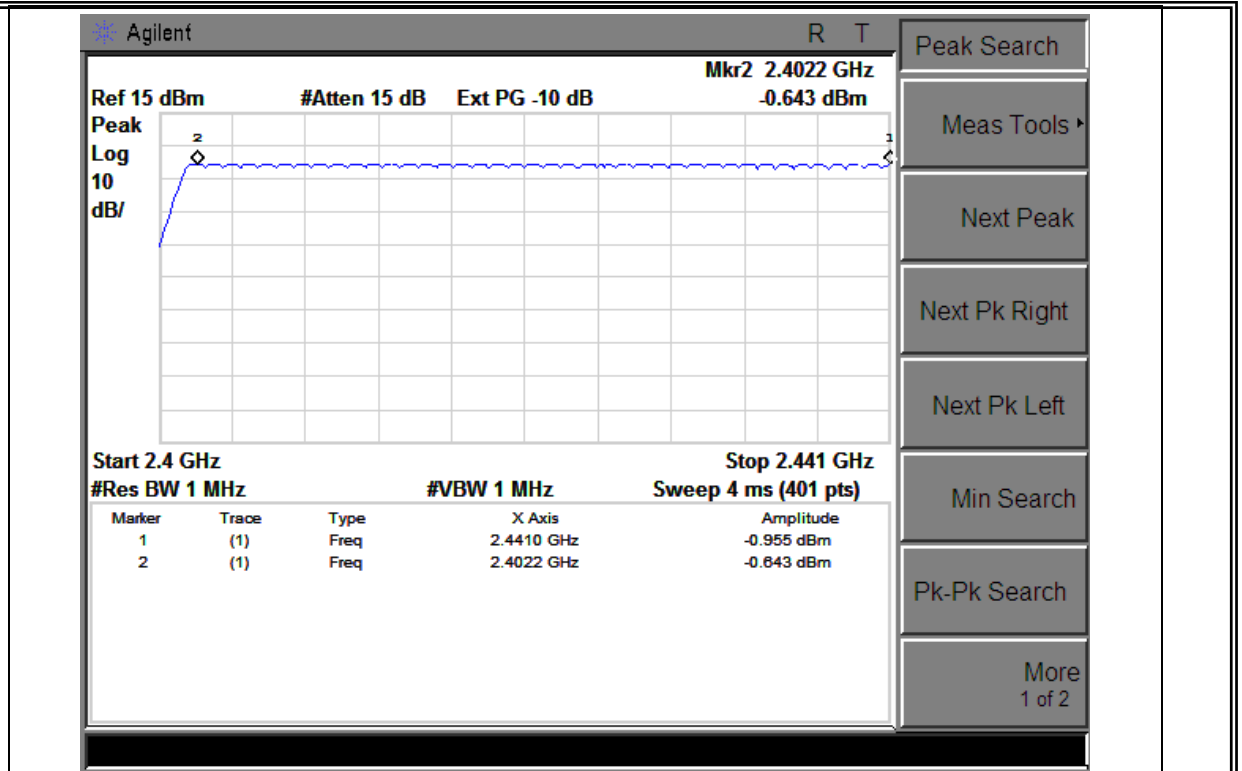 Agilent R T
Mkr2 2.4022 GHz
Ref 15 dBm #Atten 15 dB Ext PG -10 dB -0.643 dBm
Peak
Log
10
dB/
2
1
Start 2.4 GHz Stop 2.441 GHz
#Res BW 1 MHz #VBW 1 MHz Sweep 4 ms (401 pts)
Marker Trace Type X Axis Amplitude
1 (1) Freq 2.4410 GHz -0.955 dBm
2 (1) Freq 2.4022 GHz -0.643 dBm
Peak Search
Meas Tools
Next Peak
Next Pk Right
Next Pk Left
Min Search
Pk-Pk Search
More
1 of 2